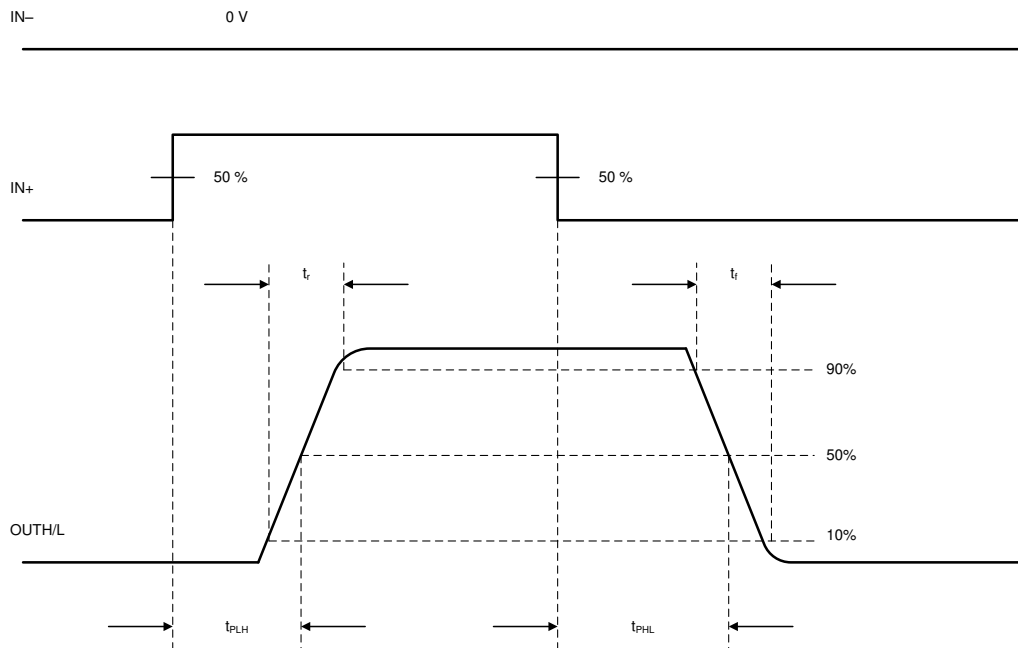 IN– 0 V
50 % 50 %
IN+
tr tf
90%
50%
OUTH/L 10%
tPLH tPHL